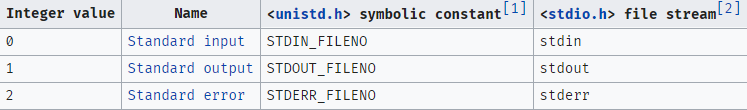 Integer value Name <unistd.h> symbolic constant[1] <stdio.h> file stream[2]
0 Standard input STDIN_FILENO stdin
1 Standard output STDOUT_FILENO stdout
2 Standard error STDERR_FILENO stderr